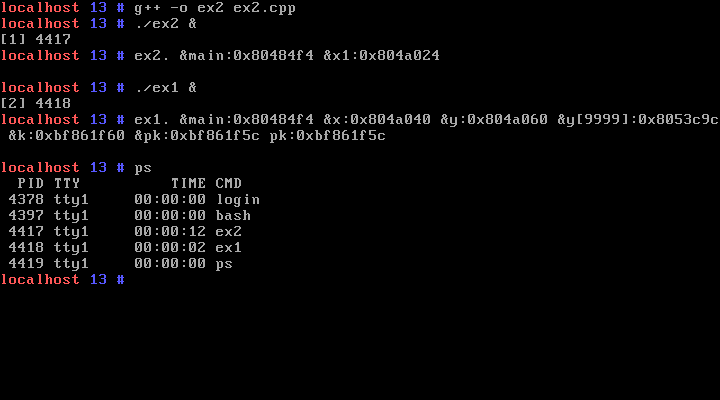 localhost 13 # g++ -o ex2 ex2.cpp
localhost 13 # ./ex2 &
[1] 4417
localhost 13 # ex2. &main:0x80484f4 &x1:0x804a024
localhost 13 # ./ex1 &
[2] 4418
localhost 13 # ex1. &main:0x80484f4 &x:0x804a040 &y:0x804a060 &y[9999]:0x8053c9c
&k:0xbf861f60 &pk:0xbf861f5c pk:0xbf861f5c
localhost 13 # ps
PID TTY TIME CMD
4378 tty1 00:00:00 login
4397 tty1 00:00:00 bash
4417 tty1 00:00:12 ex2
4418 tty1 00:00:02 ex1
4419 tty1 00:00:00 ps
localhost 13 #